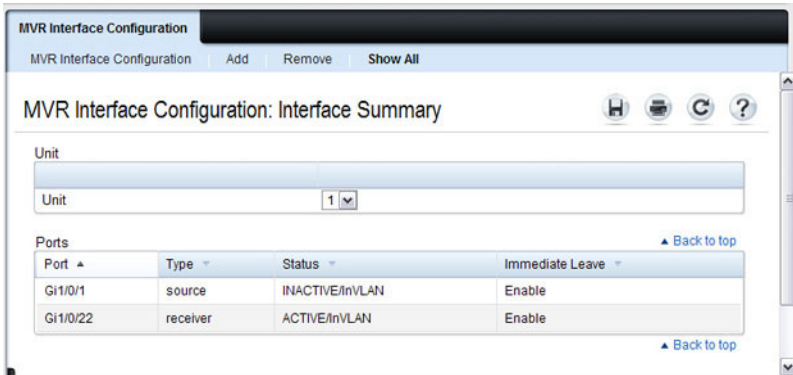 MVR Interface Configuration
MVR Interface Configuration Add Remove Show All
MVR Interface Configuration: Interface Summary
Unit
Unit 1
Back to top
Ports
Port Type Status Immediate Leave
Gi1/0/1 source INACTIVE/InVLAN Enable
Gi1/0/22 receiver ACTIVE/InVLAN Enable
Back to top